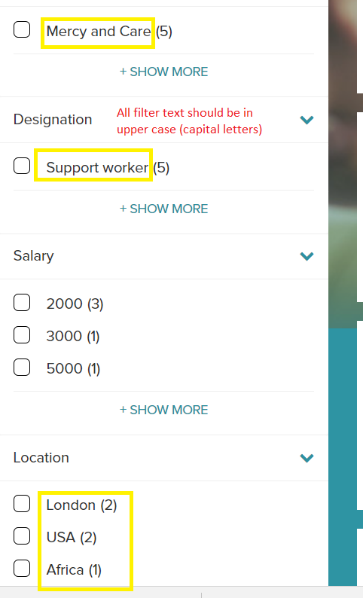 Mercy and Care (5)
+ SHOW MORE
Designation
All filter text should be in
upper case (capital letters)
Support worker (5)
+ SHOW MORE
Salary
2000 (3)
3000 (1)
5000 (1)
+ SHOW MORE
Location
London (2)
USA (2)
Africa (1)